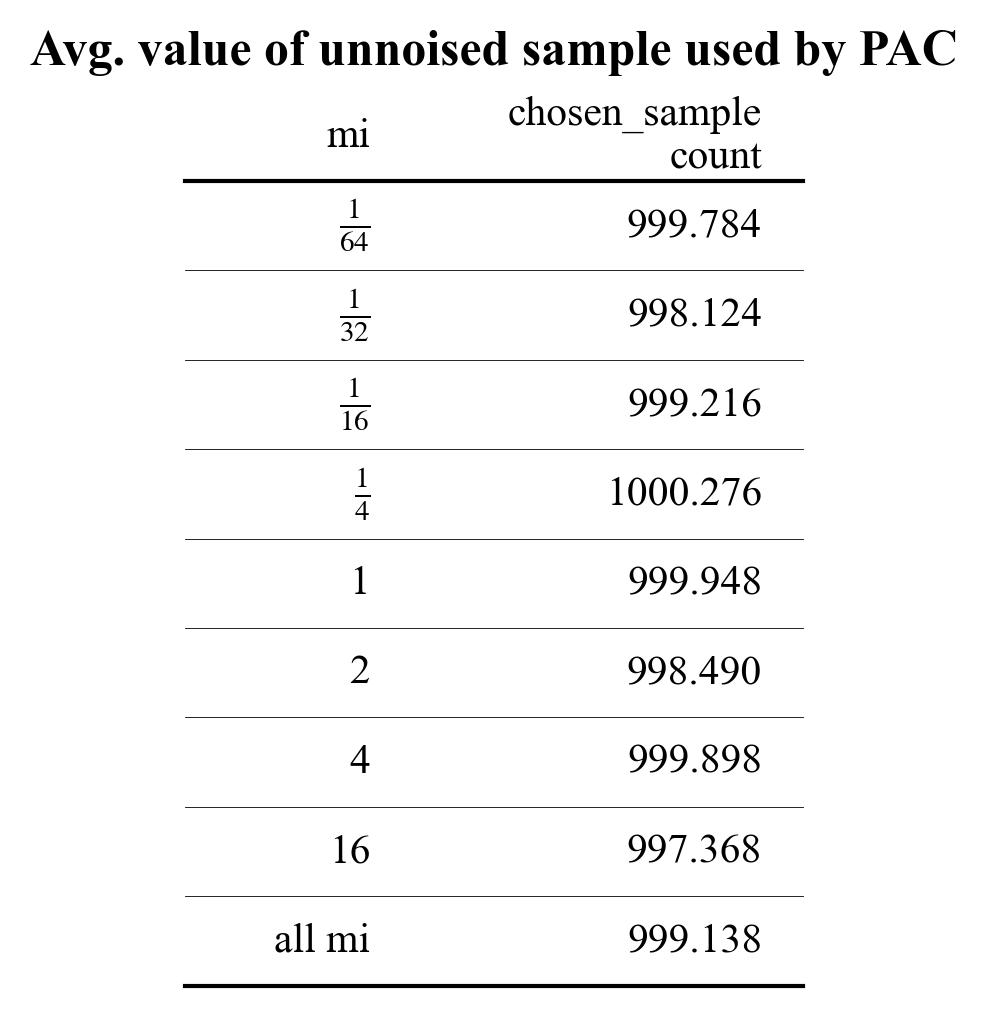 Avg. value of unnoised sample used by PAC
mi chosen_sample count
1/64 999.784
1/32 998.124
1/16 999.216
1/4 1000.276
1 999.948
2 998.490
4 999.898
16 997.368
all mi 999.138